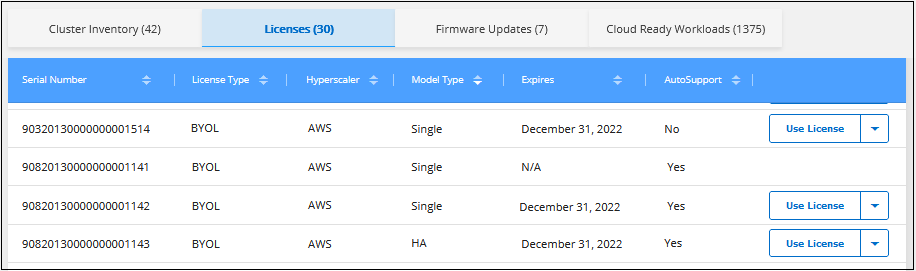 Cluster Inventory (42) Licenses (30) Firmware Updates (7) Cloud Ready Workloads (1375)
Serial Number License Type Hyperscaler Model Type Expires AutoSupport
90320130000000001514 BYOL AWS Single December 31, 2022 No Use License
90820130000000001141 BYOL AWS Single N/A Yes
90820130000000001142 BYOL AWS Single December 31, 2022 Yes Use License
90820130000000001143 BYOL AWS HA December 31, 2022 Yes Use License